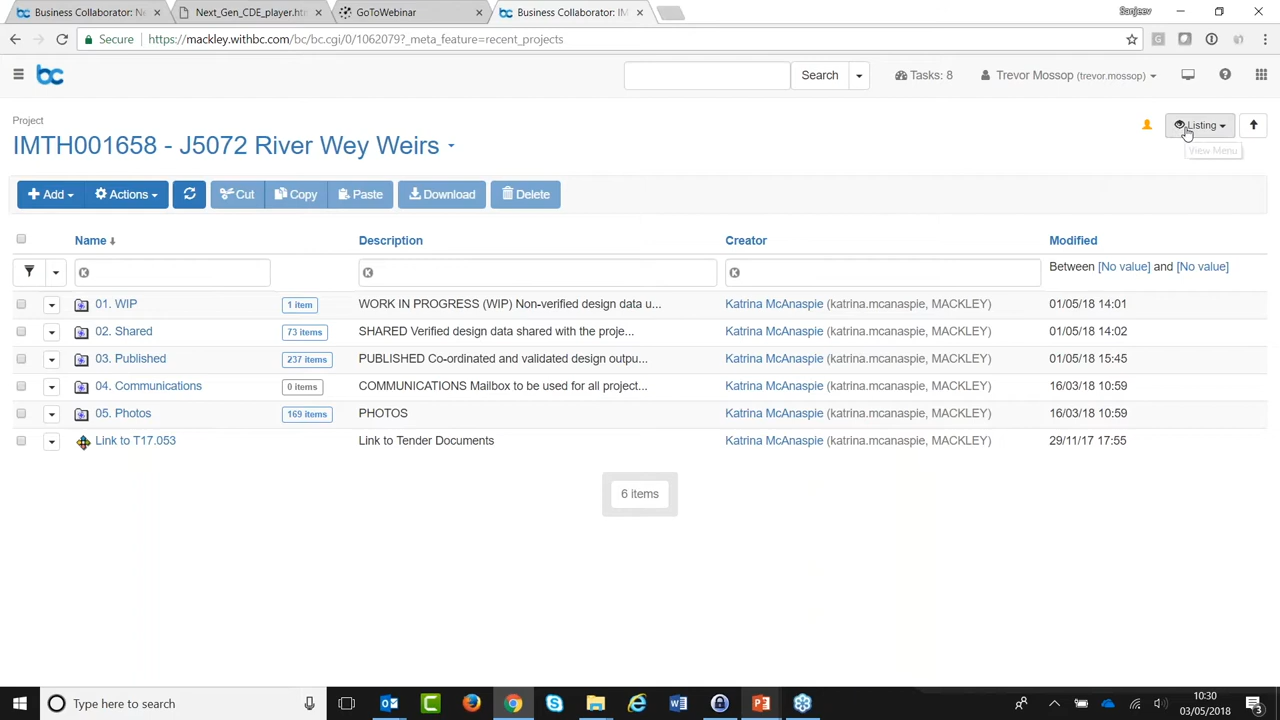 Business Collaborator: Ne
Next_Gen_CDE_player.htm
GoToWebinar
Business Collaborator: IM
Sanjeev
Secure
https://mackley.withbc.com/bc/bc.cgi/0/1062079?_meta_feature=recent_projects
bc
Search
Tasks: 8
Trevor Mossop (trevor.mossop)
Project
IMTH001658 - J5072 River Wey Weirs
Listing
View Menu
Add
Actions
Cut
Copy
Paste
Download
Delete
Name
Description
Creator
Modified
Between [No value] and [No value]
01. WIP 1 item WORK IN PROGRESS (WIP) Non-verified design data u... Katrina McAnaspie (katrina.mcanaspie, MACKLEY) 01/05/18 14:01
02. Shared 73 items SHARED Verified design data shared with the proje... Katrina McAnaspie (katrina.mcanaspie, MACKLEY) 01/05/18 14:02
03. Published 237 items PUBLISHED Co-ordinated and validated design outpu... Katrina McAnaspie (katrina.mcanaspie, MACKLEY) 01/05/18 15:45
04. Communications 0 items COMMUNICATIONS Mailbox to be used for all project... Katrina McAnaspie (katrina.mcanaspie, MACKLEY) 16/03/18 10:59
05. Photos 169 items PHOTOS Katrina McAnaspie (katrina.mcanaspie, MACKLEY) 16/03/18 10:59
Link to T17.053 Link to Tender Documents Katrina McAnaspie (katrina.mcanaspie, MACKLEY) 29/11/17 17:55
6 items
Type here to search
10:30
03/05/2018
3